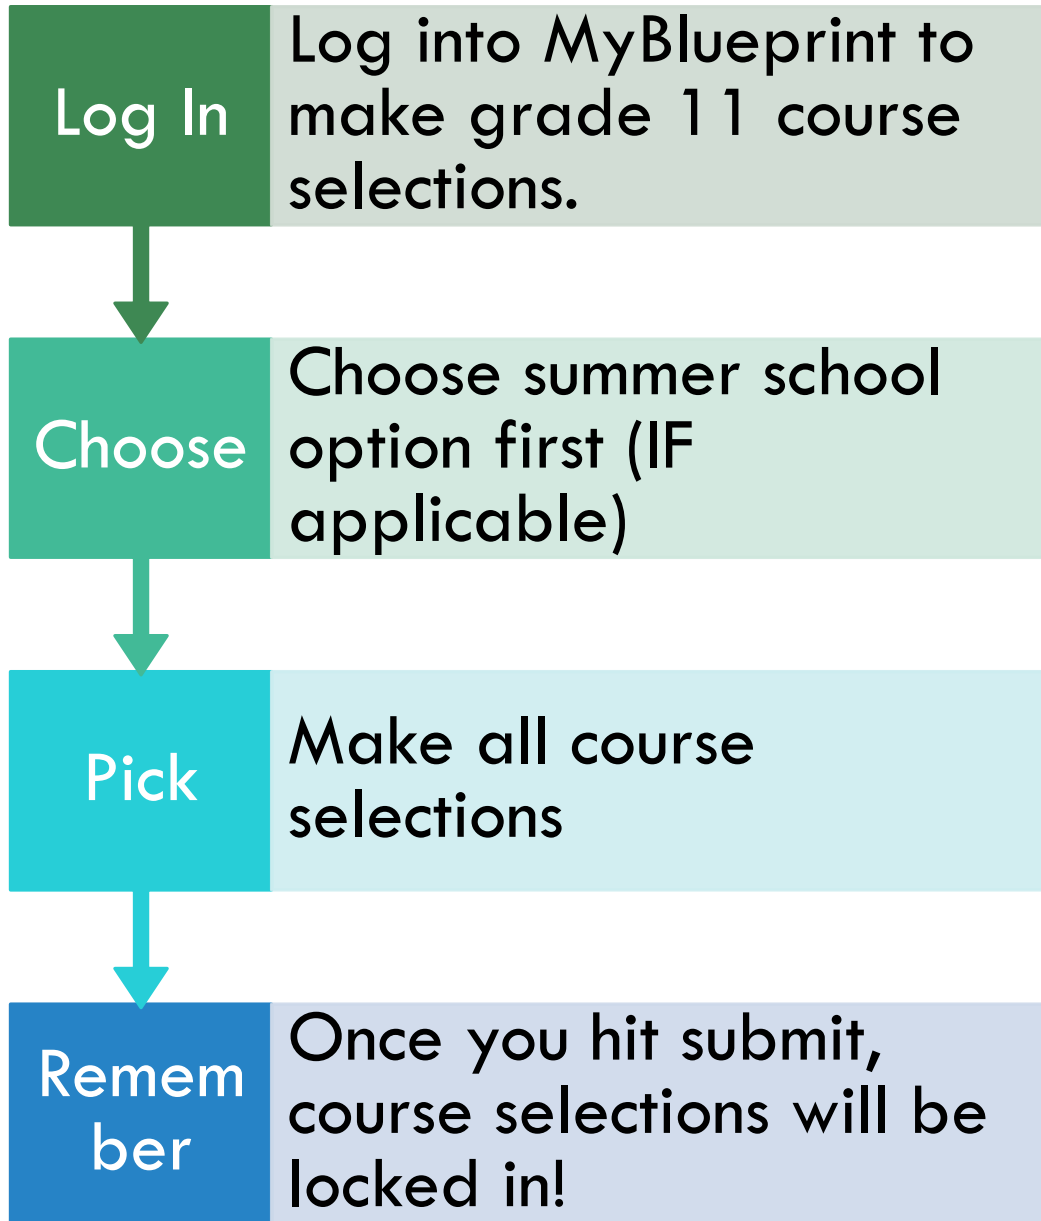 Log In
Log into MyBlueprint to
make grade 11 course
selections.
Choose
Choose summer school
option first (IF
applicable)
Pick
Make all course
selections
Remem
ber
Once you hit submit,
course selections will be
locked in!